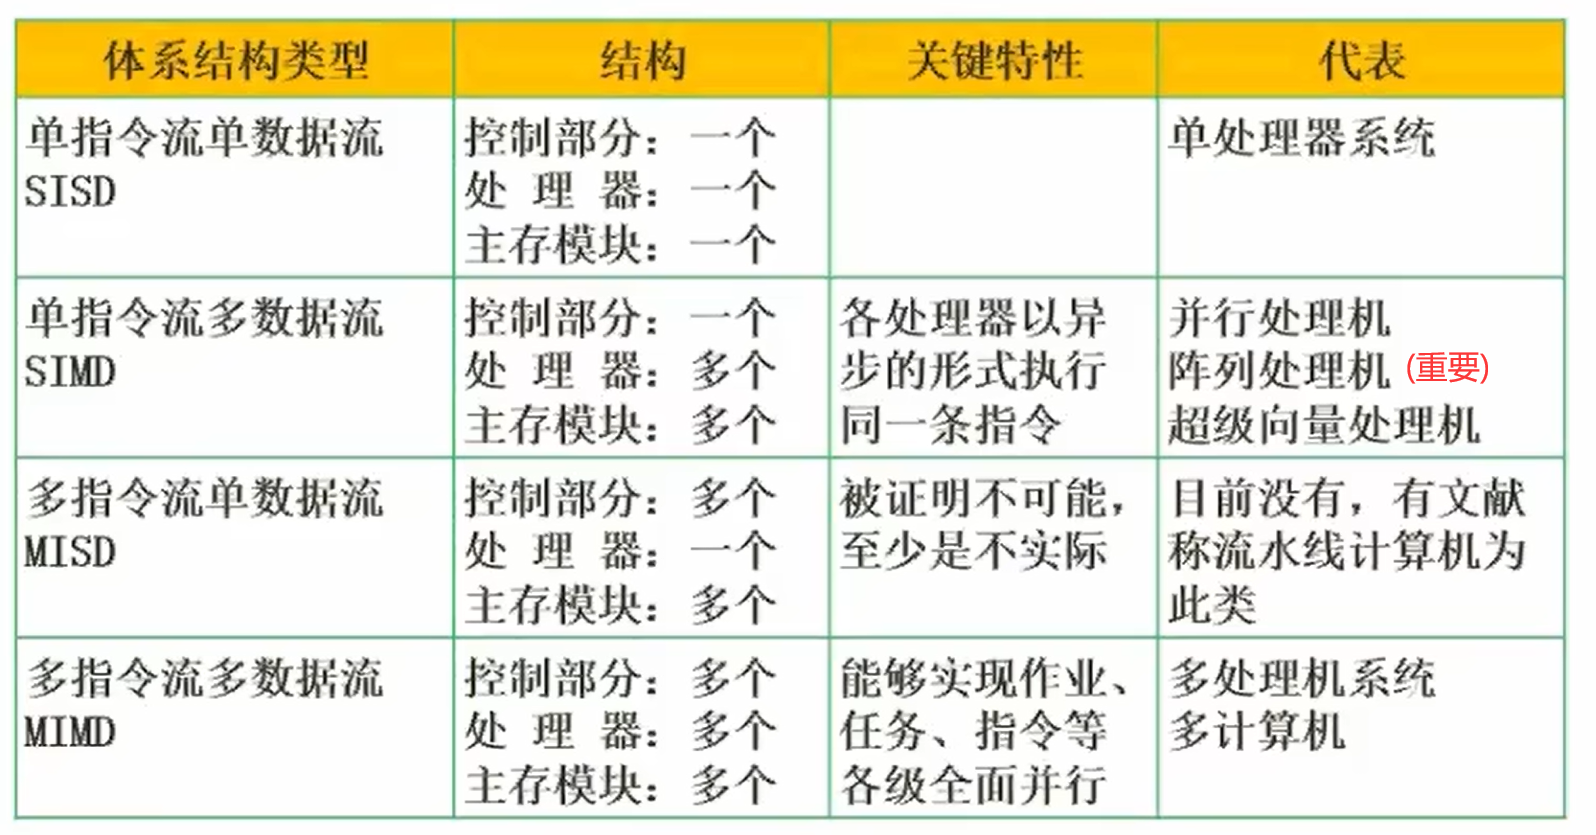 体系结构类型 结构 关键特性 代表
单指令流单数据流
SISD
控制部分：一个
处 理 器：一个
主存模块：一个
单处理器系统
单指令流多数据流
SIMD
控制部分：一个
处 理 器：多个
主存模块：多个
各处理器以异
步的形式执行
同一条指令
并行处理机
阵列处理机 (重要)
超级向量处理机
多指令流单数据流
MISD
控制部分：多个
处 理 器：一个
主存模块：多个
被证明不可能，
至少是不实际
目前没有，有文献
称流水线计算机为
此类
多指令流多数据流
MIMD
控制部分：多个
处 理 器：多个
主存模块：多个
能够实现作业、
任务、指令等
各级全面并行
多处理机系统
多计算机